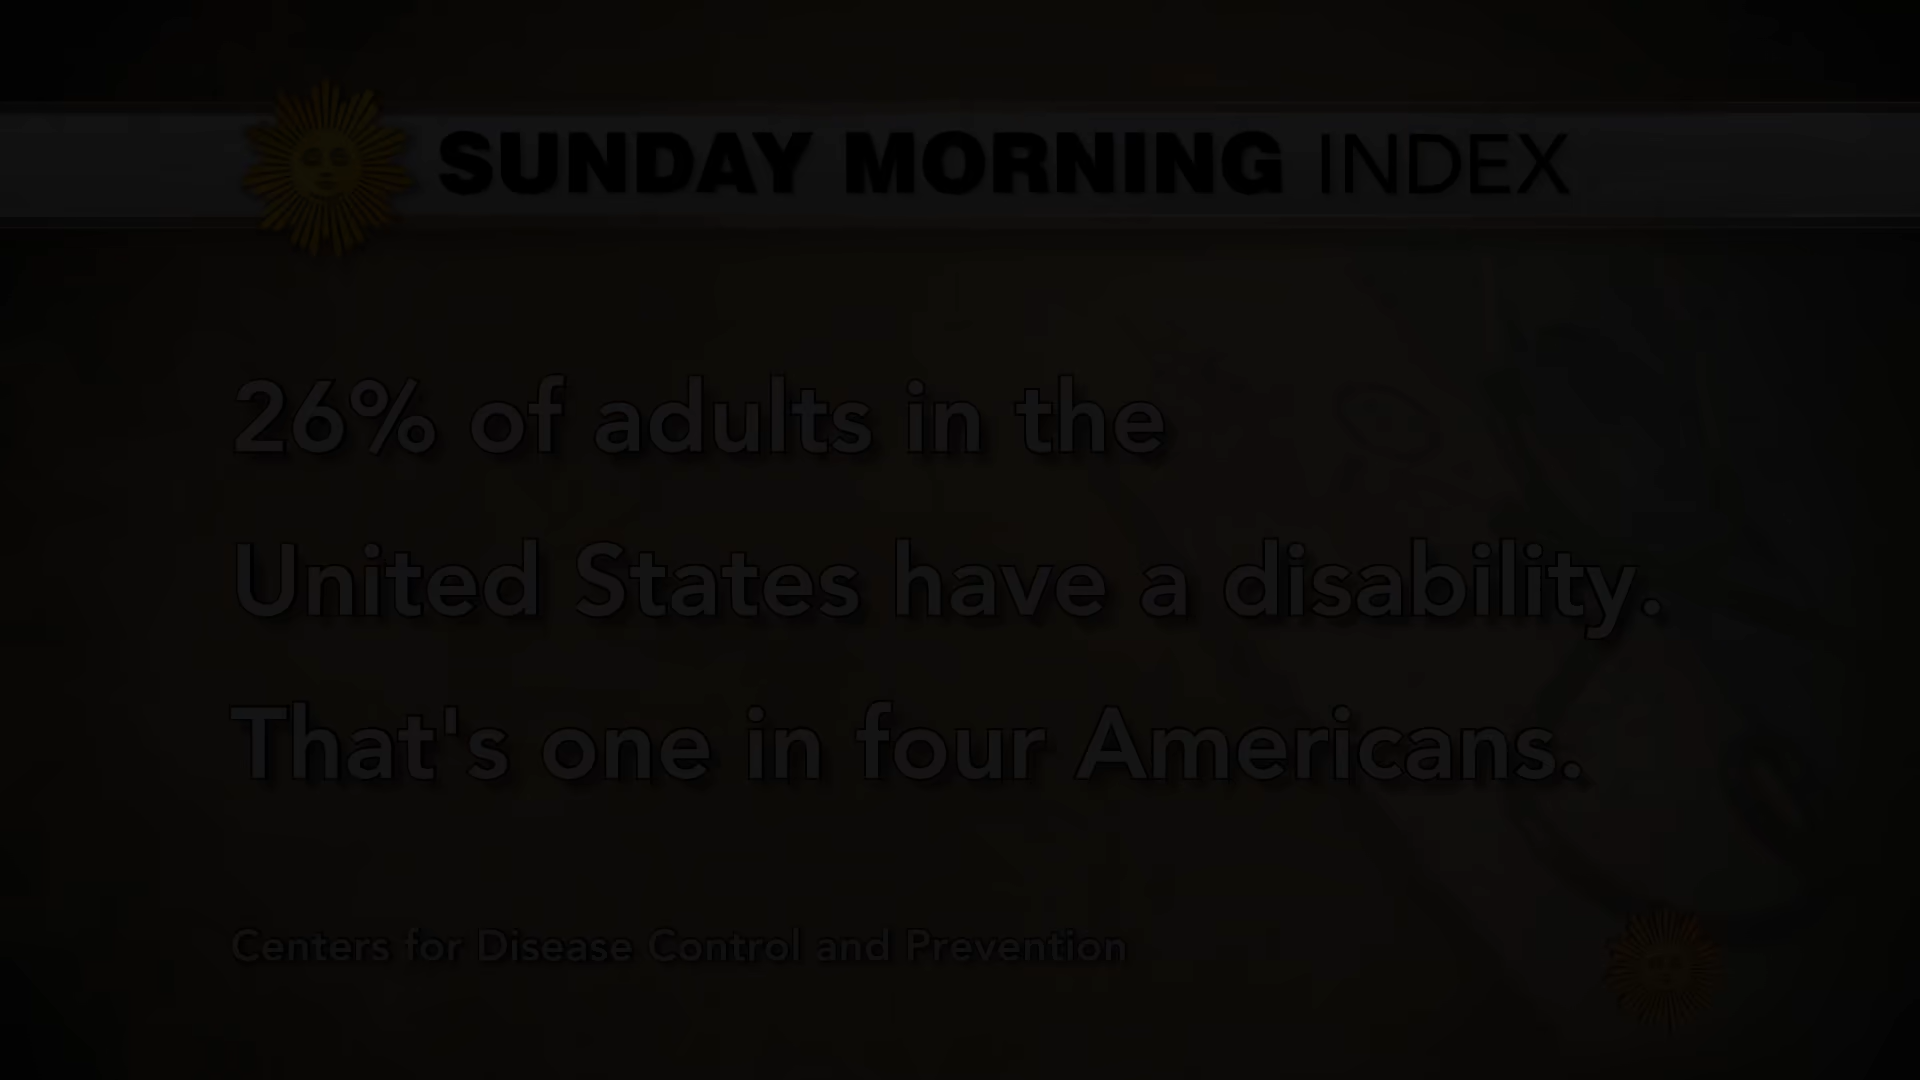 SUNDAY MORNING INDEX
26% of adults in the
United States have a disability.
That's one in four Americans.
Centers for Disease Control and Prevention